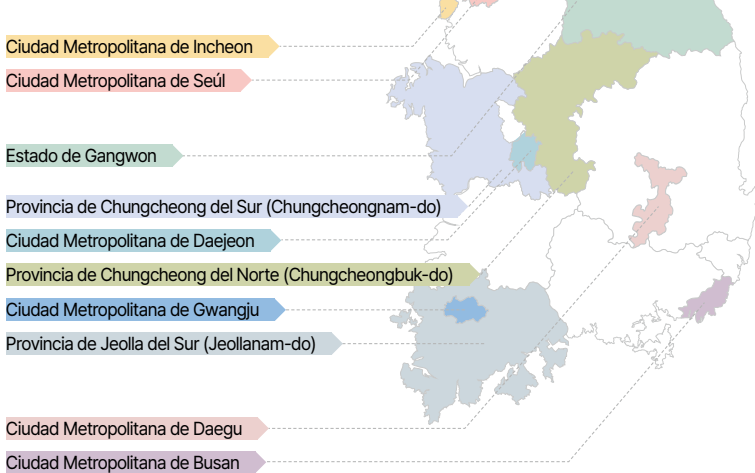 Ciudad Metropolitana de Incheon
Ciudad Metropolitana de Seúl
Estado de Gangwon
Provincia de Chungcheong del Sur (Chungcheongnam-do)
Ciudad Metropolitana de Daejeon
Provincia de Chungcheong del Norte (Chungcheongbuk-do)
Ciudad Metropolitana de Gwangju
Provincia de Jeolla del Sur (Jeollanam-do)
Ciudad Metropolitana de Daegu
Ciudad Metropolitana de Busan